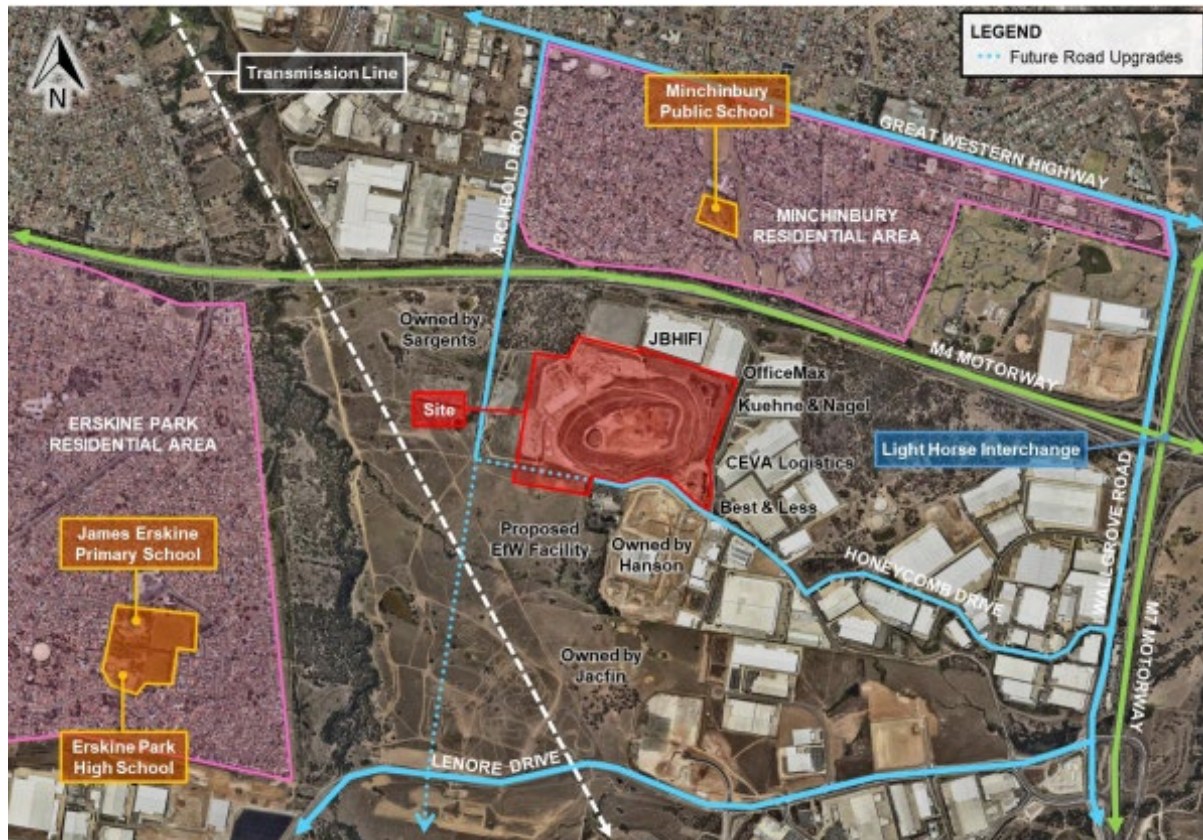 LEGEND
Future Road Upgrades
N
Transmission Line
Minchinbury
Public School
ARCHBOLD ROAD
GREAT WESTERN HIGHWAY
MINCHINBURY
RESIDENTIAL AREA
Owned by
Sargents
JBHIFI
M4 MOTORWAY
OfficeMax
Site
Kuehne & Nagel
ERSKINE PARK
RESIDENTIAL AREA
Light Horse Interchange
CEVA Logistics
Best & Less
James Erskine
Primary School
Proposed
EfW Facility
Owned by
Hanson
HONEYCOMB DRIVE
WALLGROVE ROAD
M7 MOTORWAY
Owned by
Jacfin
Erskine Park
High School
LENORE DRIVE